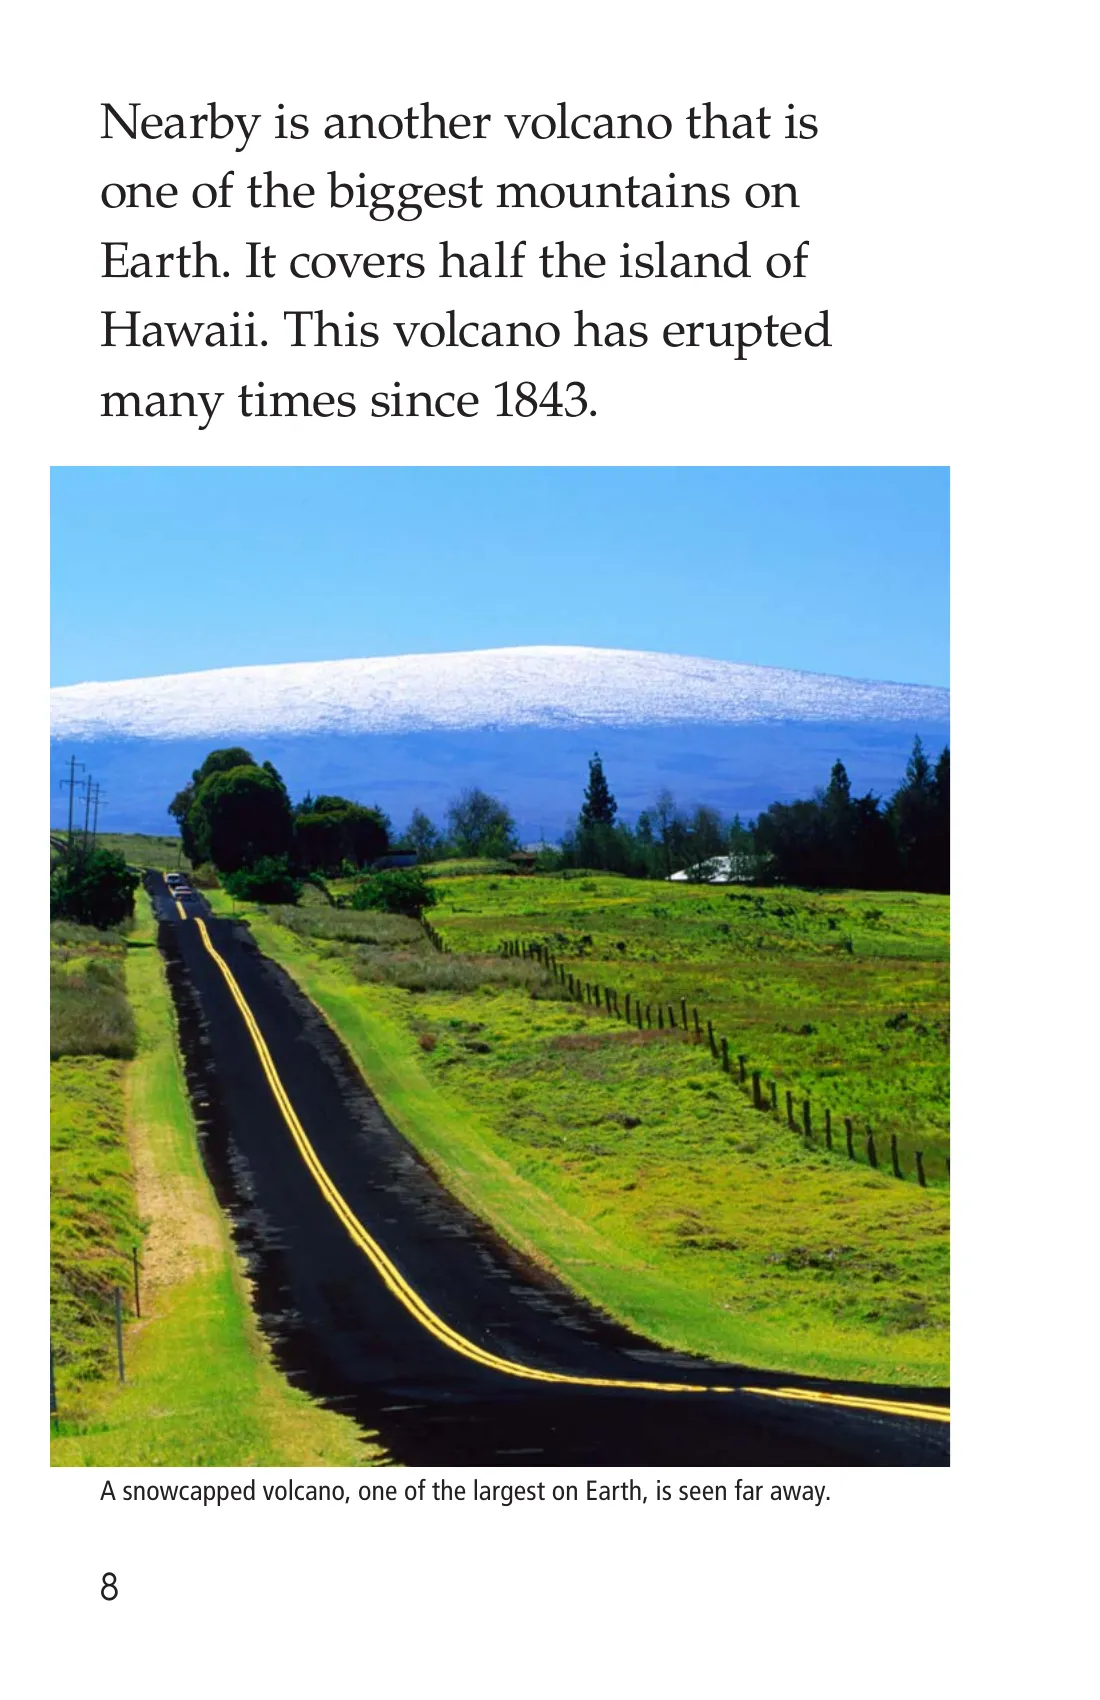 Nearby is another volcano that is
one of the biggest mountains on
Earth. It covers half the island of
Hawaii. This volcano has erupted
many times since 1843.
A snowcapped volcano, one of the largest on Earth, is seen far away.
8